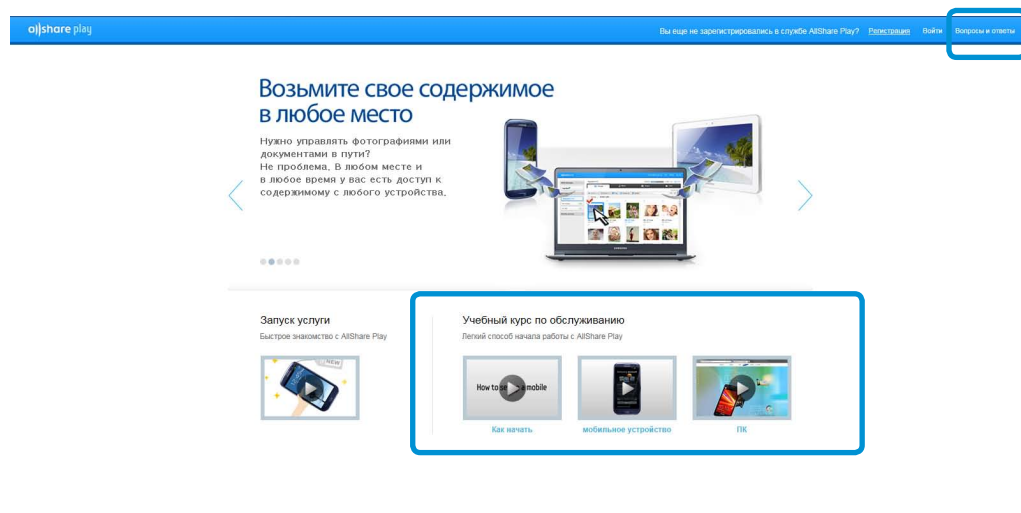 allshare play
Вы еще не зарегистрировались в службе AllShare Play? Регистрация Войти Вопросы и ответы
Возьмите свое содержимое
в любое место
Нужно управлять фотографиями или
документами в пути?
Не проблема. В любом месте и
в любое время у вас есть доступ к
содержимому с любого устройства.
Запуск услуги
Быстрое знакомство с AllShare Play
Учебный курс по обслуживанию
Легкий способ начала работы с AllShare Play
NEW
How to mobile
Как начать
мобильное устройство
ПК